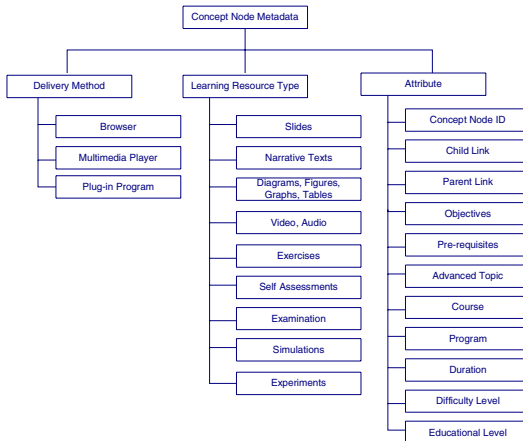 Concept Node Metadata
Delivery Method
Browser
Multimedia Player
Plug-in Program
Learning Resource Type
Slides
Narrative Texts
Diagrams, Figures,
Graphs, Tables
Video, Audio
Exercises
Self Assessments
Examination
Simulations
Experiments
Attribute
Concept Node ID
Child Link
Parent Link
Objectives
Pre-requisites
Advanced Topic
Course
Program
Duration
Difficulty Level
Educational Level